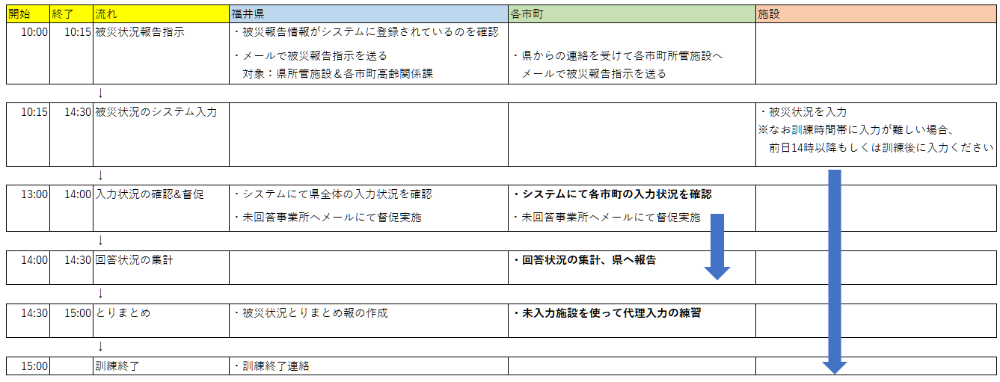 開始 終了 流れ 福井県 各市町 施設
10:00 10:15 被災状況報告指示 ・被災報告情報がシステムに登録されているのを確認
・メールで被災報告指示を送る ・県からの連絡を受けて各市町所管施設へ
対象：県所管施設＆各市町高齢関係課 メールで被災報告指示を送る
↓
10:15 14:30 被災状況のシステム入力 ・被災状況を入力
※なお訓練時間帯に入力が難しい場合、
前日14時以降もしくは訓練後に入力ください
↓
13:00 14:00 入力状況の確認&督促 ・システムにて県全体の入力状況を確認 ・システムにて各市町の入力状況を確認
・未回答事業所へメールにて督促実施 ・未回答事業所へメールにて督促実施
↓
14:00 14:30 回答状況の集計 ・回答状況の集計、県へ報告
↓
14:30 15:00 とりまとめ ・被災状況とりまとめ報の作成 ・未入力施設を使って代理入力の練習
↓
15:00 訓練終了 ・訓練終了連絡